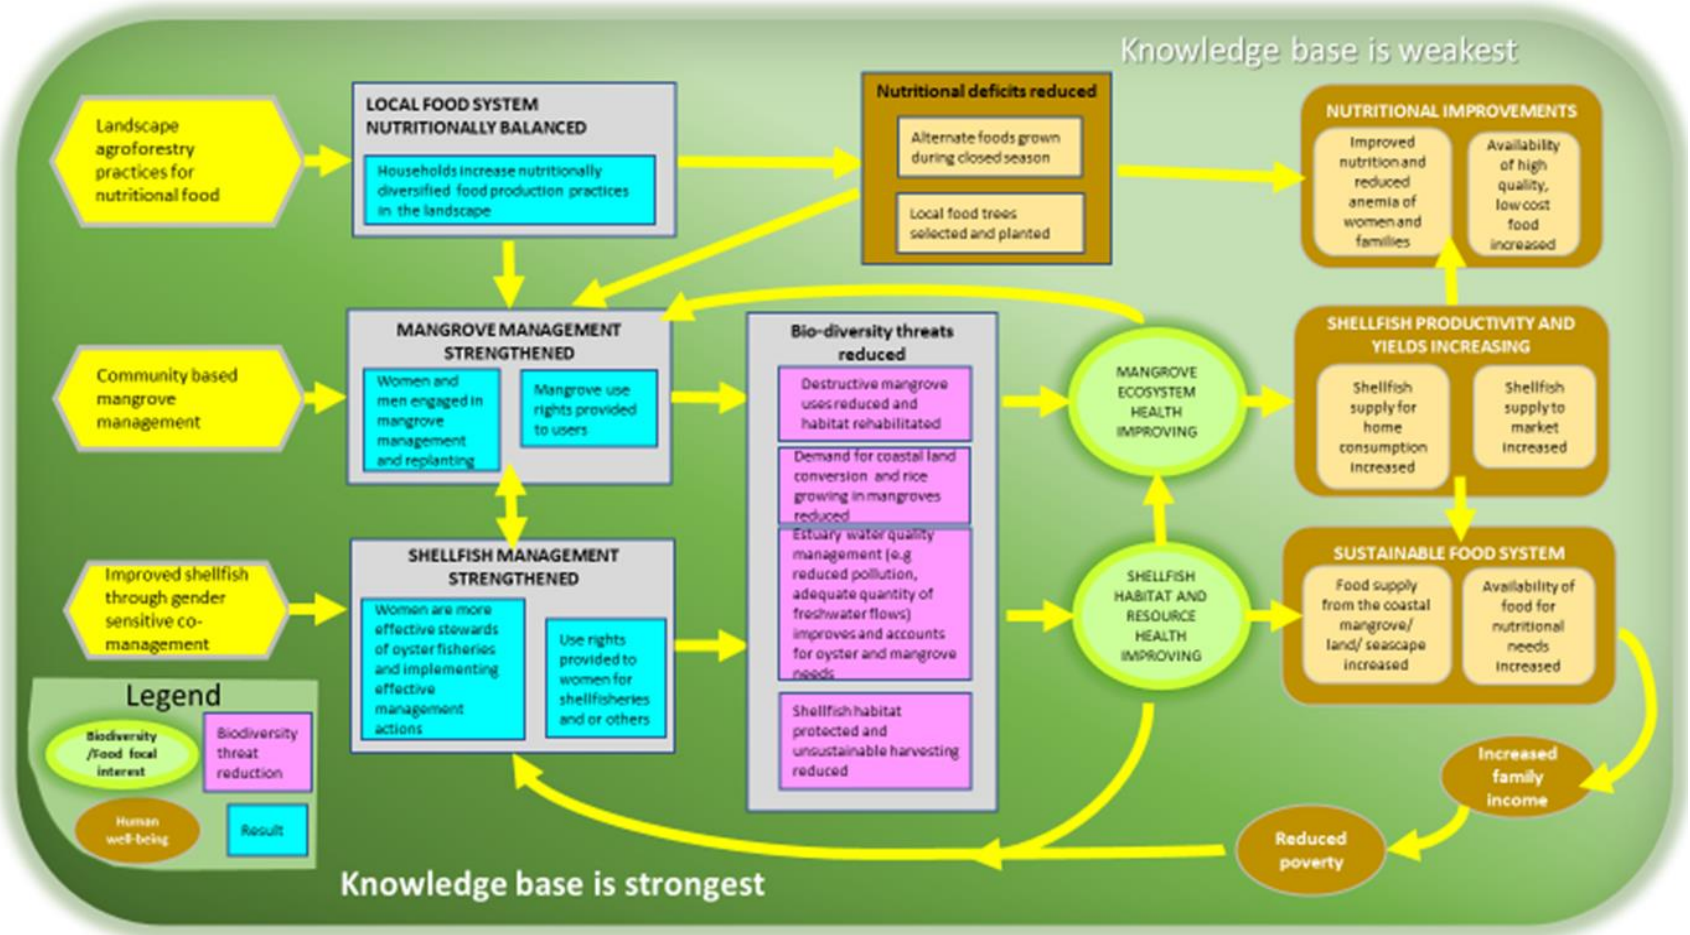 Knowledge base is weakest
Landscape
agroforestry
practices for
nutritional food
LOCAL FOOD SYSTEM
NUTRITIONALLY BALANCED
Households increase nutritionally
diversified food production practices
in the landscape
Nutritional deficits reduced
Alternate foods grown
during closed season
Local food trees
selected and planted
NUTRITIONAL IMPROVEMENTS
Improved
nutrition and
reduced
anemia of
women and
families
Availability
of high
quality,
low cost
food
increased
Community based
mangrove
management
MANGROVE MANAGEMENT
STRENGTHENED
Women and
men engaged in
mangrove
management
and replanting
Mangrove use
rights provided
to users
Bio-diversity threats
reduced
Destructive mangrove
uses reduced and
habitat rehabilitated
Demand for coastal land
conversion and rice
growing in mangroves
reduced
Estuary water quality
management (e.g
reduced pollution,
adequate quantity of
freshwater flows)
improves and accounts
for oyster and mangrove
needs
Shellfish habitat
protected and
unsustainable harvesting
reduced
MANGROVE
ECOSYSTEM
HEALTH
IMPROVING
SHELLFISH PRODUCTIVITY AND
YIELDS INCREASING
Shellfish
supply for
home
consumption
increased
Shellfish
supply to
market
increased
Improved shellfish
through gender
sensitive co-
management
SHELLFISH MANAGEMENT
STRENGTHENED
Women are more
effective stewards
of oyster fisheries
and implementing
effective
management
actions
Use rights
provided to
women for
shellfisheries
and or others
SHELLFISH
HABITAT AND
RESOURCE
HEALTH
IMPROVING
SUSTAINABLE FOOD SYSTEM
Food supply
from the coastal
mangrove/
land/ seascape
increased
Availability of
food for
nutritional
needs
increased
Increased
family
income
Reduced
poverty
Legend
Biodiversity
/Food focal
interest
Biodiversity
threat
reduction
Human
well-being
Result
Knowledge base is strongest